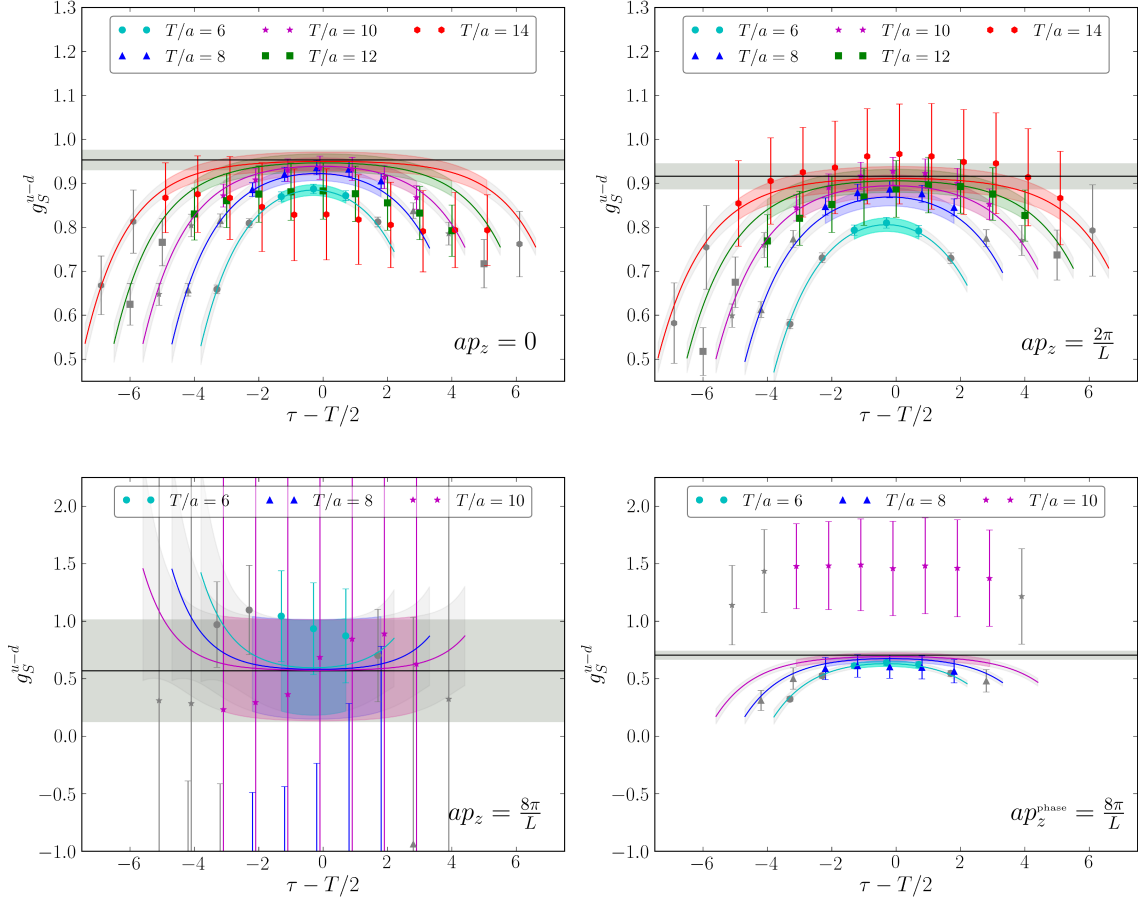 1.3
1.2
1.1
1.0
0.9
0.8
0.7
0.6
0.5
g_S^{u-d}
T/a = 6
T/a = 8
T/a = 10
T/a = 12
T/a = 14
ap_z = 0
−6 −4 −2 0 2 4 6
τ − T/2
1.3
1.2
1.1
1.0
0.9
0.8
0.7
0.6
0.5
g_S^{u-d}
T/a = 6
T/a = 8
T/a = 10
T/a = 12
T/a = 14
ap_z = 2π/L
−6 −4 −2 0 2 4 6
τ − T/2
2.0
1.5
1.0
0.5
0.0
−0.5
−1.0
g_S^{u-d}
T/a = 6 T/a = 8 T/a = 10
ap_z = 8π/L
−6 −4 −2 0 2 4 6
τ − T/2
2.0
1.5
1.0
0.5
0.0
−0.5
−1.0
g_S^{u-d}
T/a = 6 T/a = 8 T/a = 10
ap_z^{phase} = 8π/L
−6 −4 −2 0 2 4 6
τ − T/2